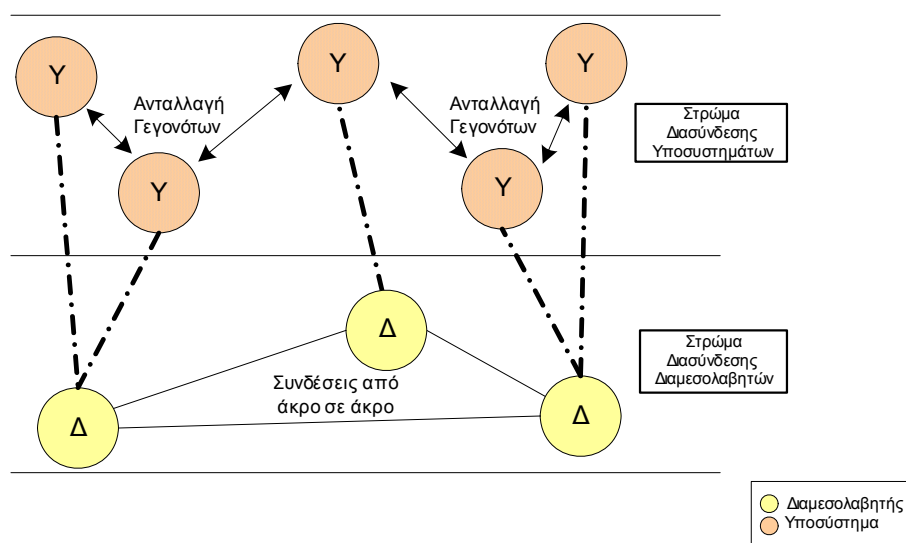 Υ
Υ
Υ
Ανταλλαγή
Γεγονότων
Ανταλλαγή
Γεγονότων
Στρώμα
Διασύνδεσης
Υποσυστημάτων
Υ
Υ
Δ
Στρώμα
Διασύνδεσης
Διαμεσολαβητών
Συνδέσεις από
άκρο σε άκρο
Δ
Δ
Διαμεσολαβητής
Υποσύστημα